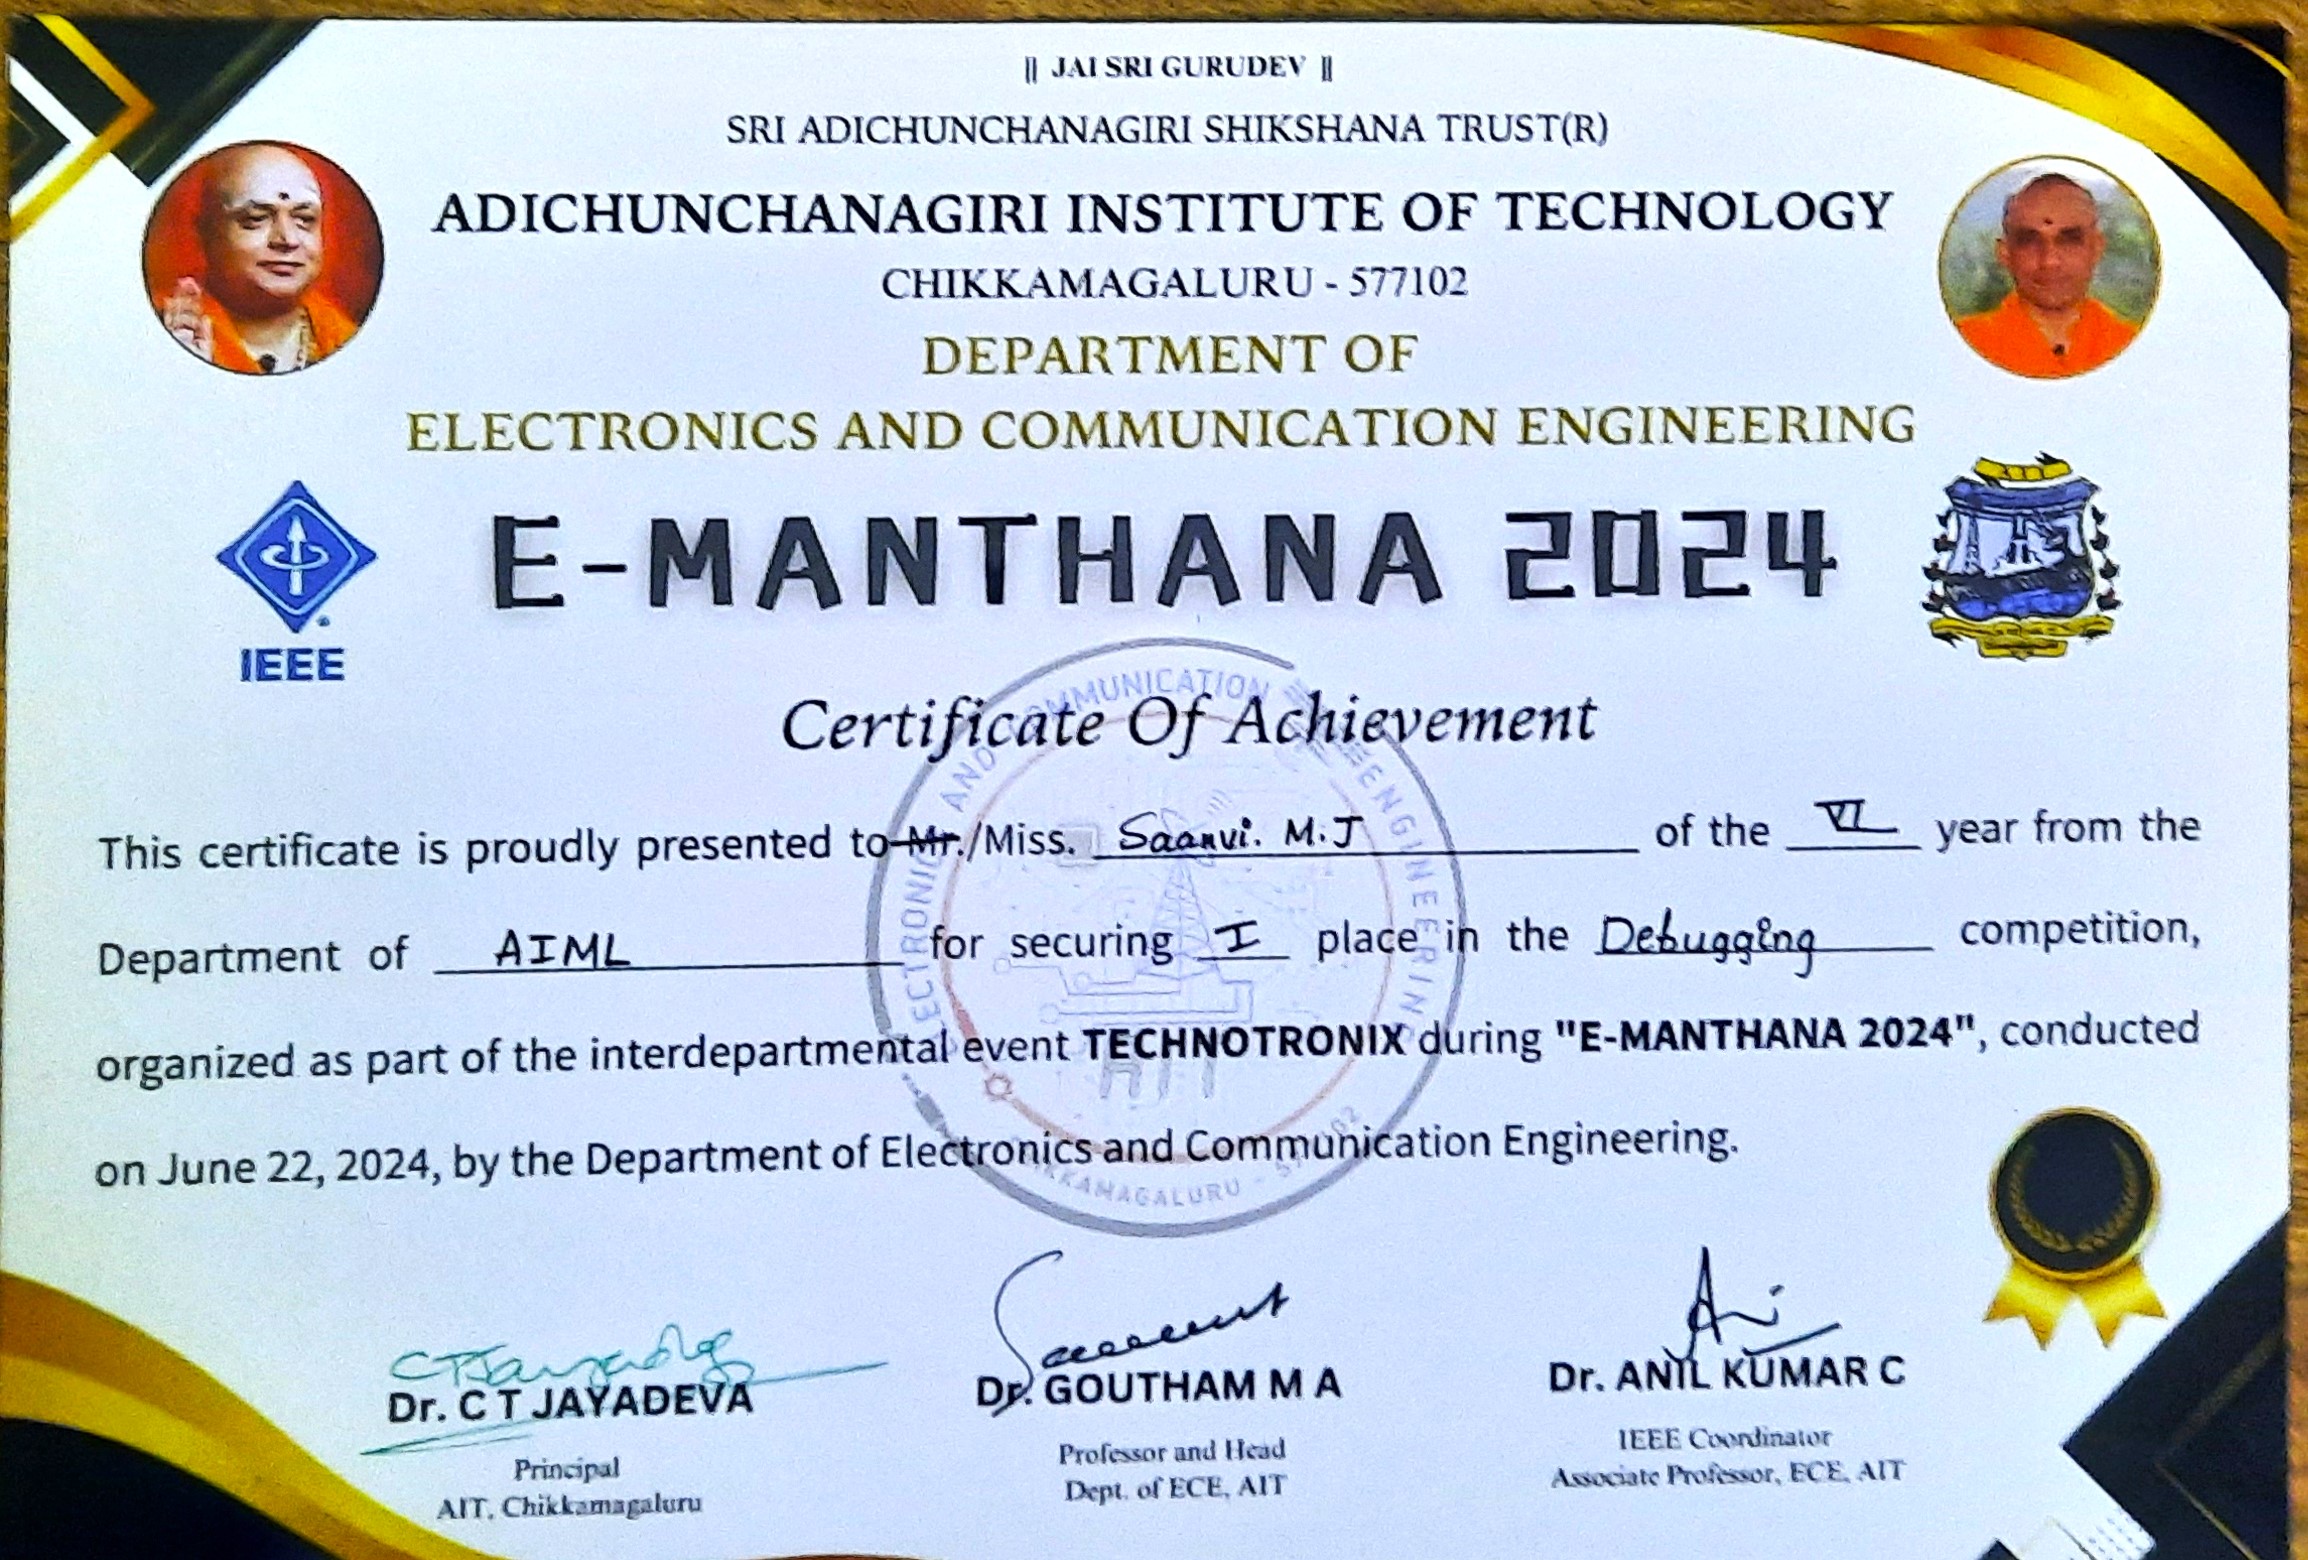 || JAI SRI GURUDEV ||
SRI ADICHUNCHANAGIRI SHIKSHANA TRUST(R)
ADICHUNCHANAGIRI INSTITUTE OF TECHNOLOGY
CHIKKAMAGALURU - 577102
DEPARTMENT OF
ELECTRONICS AND COMMUNICATION ENGINEERING
E-MANTHANA 2024
IEEE
Certificate Of Achievement
This certificate is proudly presented to Mr./Miss. Saanvi. M.J of the VI year from the
Department of AIML for securing I place in the Debugging competition,
organized as part of the interdepartmental event TECHNOTRONIX during "E-MANTHANA 2024", conducted
on June 22, 2024, by the Department of Electronics and Communication Engineering.
ELECTRONICS AND COMMUNICATION ENGINEERING
AIT
CHIKKAMAGALURU - 577102
Dr. C T JAYADEVA
Principal
AIT, Chikkamagaluru
Dr. GOUTHAM M A
Professor and Head
Dept. of ECE, AIT
Dr. ANIL KUMAR C
IEEE Coordinator
Associate Professor, ECE, AIT